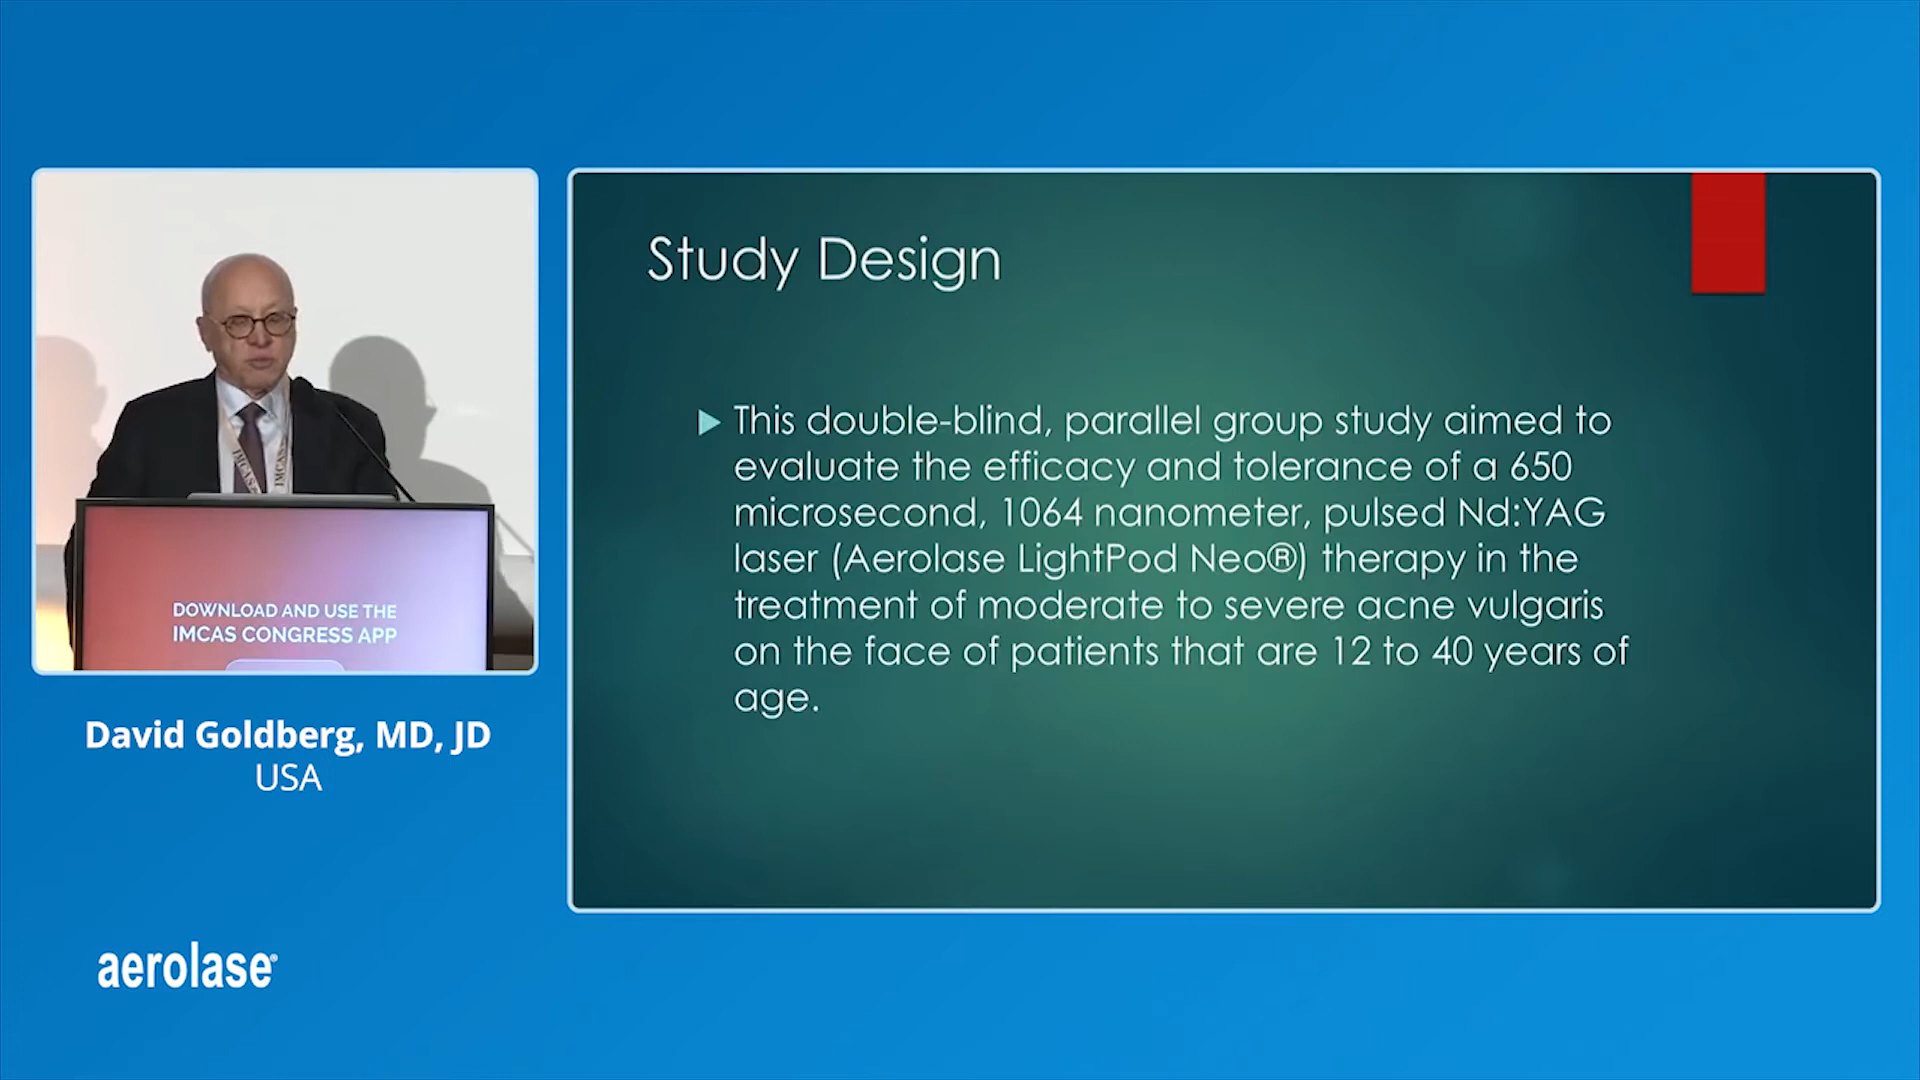 Study Design
This double-blind, parallel group study aimed to
evaluate the efficacy and tolerance of a 650
microsecond, 1064 nanometer, pulsed Nd:YAG
laser (Aerolase LightPod Neo®) therapy in the
treatment of moderate to severe acne vulgaris
on the face of patients that are 12 to 40 years of
age.
IMCAS
IMCAS
DOWNLOAD AND USE THE
IMCAS CONGRESS APP
David Goldberg, MD, JD
USA
aerolase®